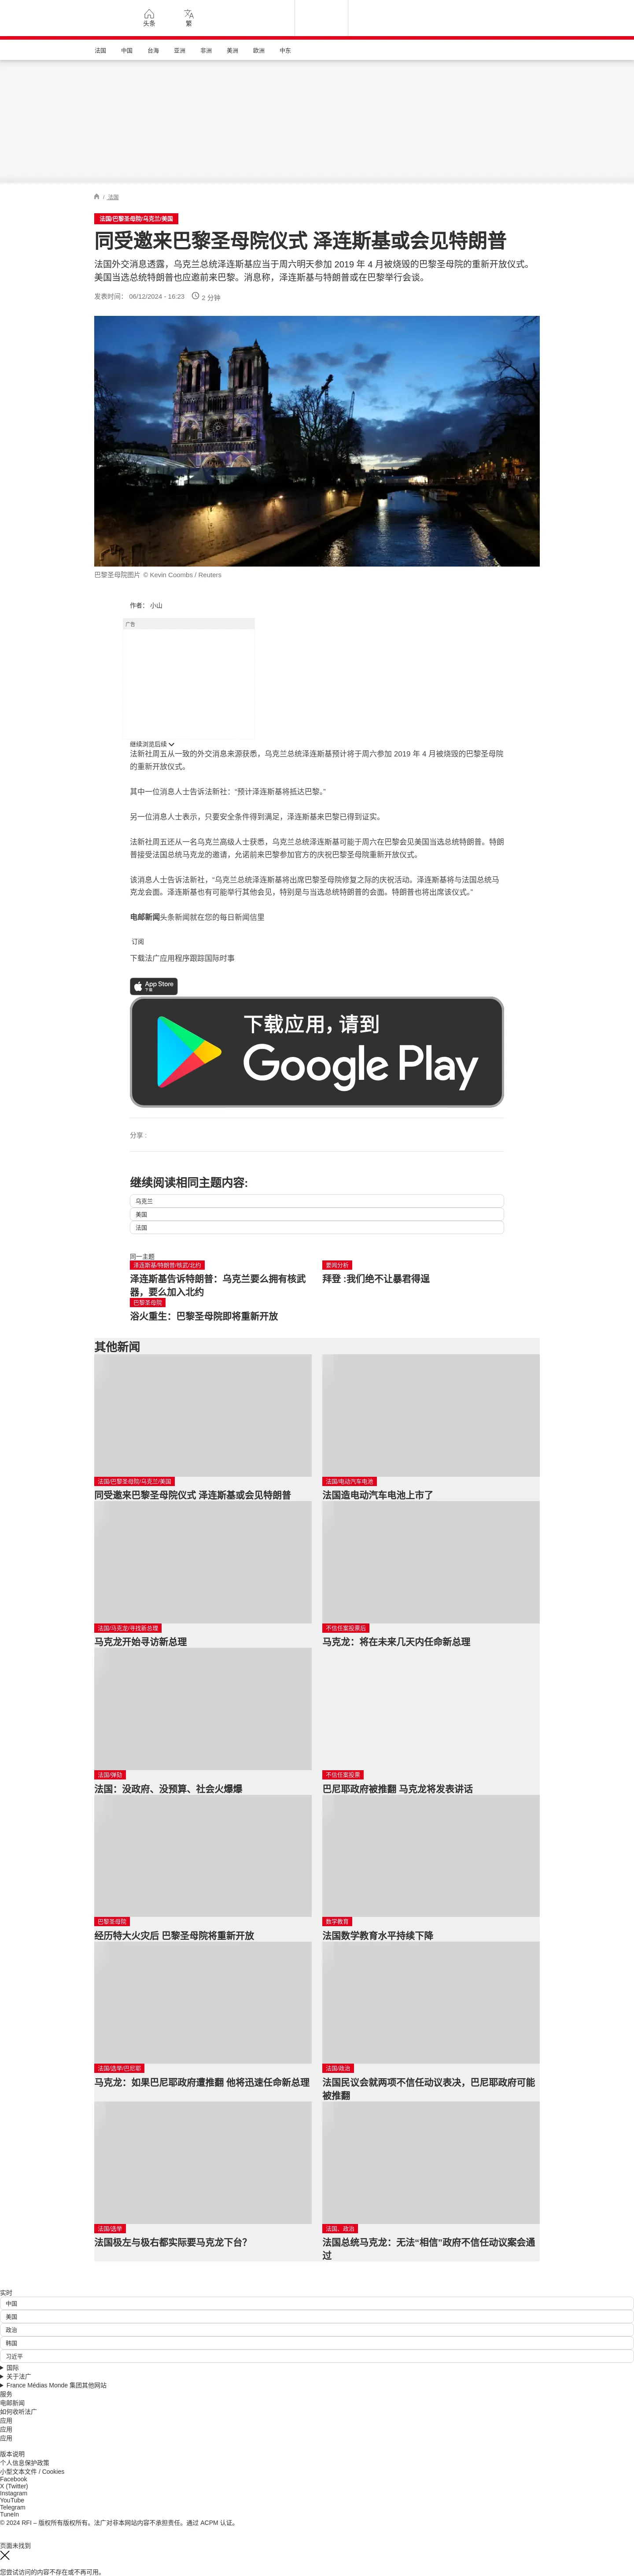 头条
繁
法国
中国
台海
亚洲
非洲
美洲
欧洲
中东
/ 法国
法国/巴黎圣母院/乌克兰/美国
同受邀来巴黎圣母院仪式 泽连斯基或会见特朗普
法国外交消息透露，乌克兰总统泽连斯基应当于周六明天参加 2019 年 4 月被烧毁的巴黎圣母院的重新开放仪式。
美国当选总统特朗普也应邀前来巴黎。消息称，泽连斯基与特朗普或在巴黎举行会谈。
发表时间： 06/12/2024 - 16:23 2 分钟
巴黎圣母院图片 © Kevin Coombs / Reuters
作者： 小山
广告
继续浏览后续
法新社周五从一致的外交消息来源获悉，乌克兰总统泽连斯基预计将于周六参加 2019 年 4 月被烧毁的巴黎圣母院
的重新开放仪式。
其中一位消息人士告诉法新社：“预计泽连斯基将抵达巴黎。”
另一位消息人士表示，只要安全条件得到满足，泽连斯基来巴黎已得到证实。
法新社周五还从一名乌克兰高级人士获悉，乌克兰总统泽连斯基可能于周六在巴黎会见美国当选总统特朗普。特朗
普接受法国总统马克龙的邀请，允诺前来巴黎参加官方的庆祝巴黎圣母院重新开放仪式。
该消息人士告诉法新社，“乌克兰总统泽连斯基将出席巴黎圣母院修复之际的庆祝活动。泽连斯基将与法国总统马
克龙会面。泽连斯基也有可能举行其他会见，特别是与当选总统特朗普的会面。特朗普也将出席该仪式。”
电邮新闻头条新闻就在您的每日新闻信里
订阅
下载法广应用程序跟踪国际时事
App Store
下载
下载应用，请到
Google Play
分享 :
继续阅读相同主题内容:
乌克兰
美国
法国
同一主题
泽连斯基/特朗普/核武/北约
泽连斯基告诉特朗普：乌克兰要么拥有核武
器，要么加入北约
要闻分析
拜登 :我们绝不让暴君得逞
巴黎圣母院
浴火重生：巴黎圣母院即将重新开放
其他新闻
法国/巴黎圣母院/乌克兰/美国
同受邀来巴黎圣母院仪式 泽连斯基或会见特朗普
法国/电动汽车电池
法国造电动汽车电池上市了
法国/马克龙/寻找新总理
马克龙开始寻访新总理
不信任案投票后
马克龙：将在未来几天内任命新总理
法国/弹劾
法国：没政府、没预算、社会火爆爆
不信任案投票
巴尼耶政府被推翻 马克龙将发表讲话
巴黎圣母院
经历特大火灾后 巴黎圣母院将重新开放
数学教育
法国数学教育水平持续下降
法国/选举/巴尼耶
马克龙：如果巴尼耶政府遭推翻 他将迅速任命新总理
法国/政治
法国民议会就两项不信任动议表决，巴尼耶政府可能
被推翻
法国/选举
法国极左与极右都实际要马克龙下台？
法国、政治
法国总统马克龙：无法“相信”政府不信任动议案会通
过
实时
中国
美国
政治
韩国
习近平
国际
关于法广
France Médias Monde 集团其他网站
服务
电邮新闻
如何收听法广
应用
应用
应用
版本说明
个人信息保护政策
小型文本文件 / Cookies
Facebook
X (Twitter)
Instagram
YouTube
Telegram
TuneIn
© 2024 RFI – 版权所有版权所有。法广对非本网站内容不承担责任。通过 ACPM 认证。
页面未找到
您尝试访问的内容不存在或不再可用。